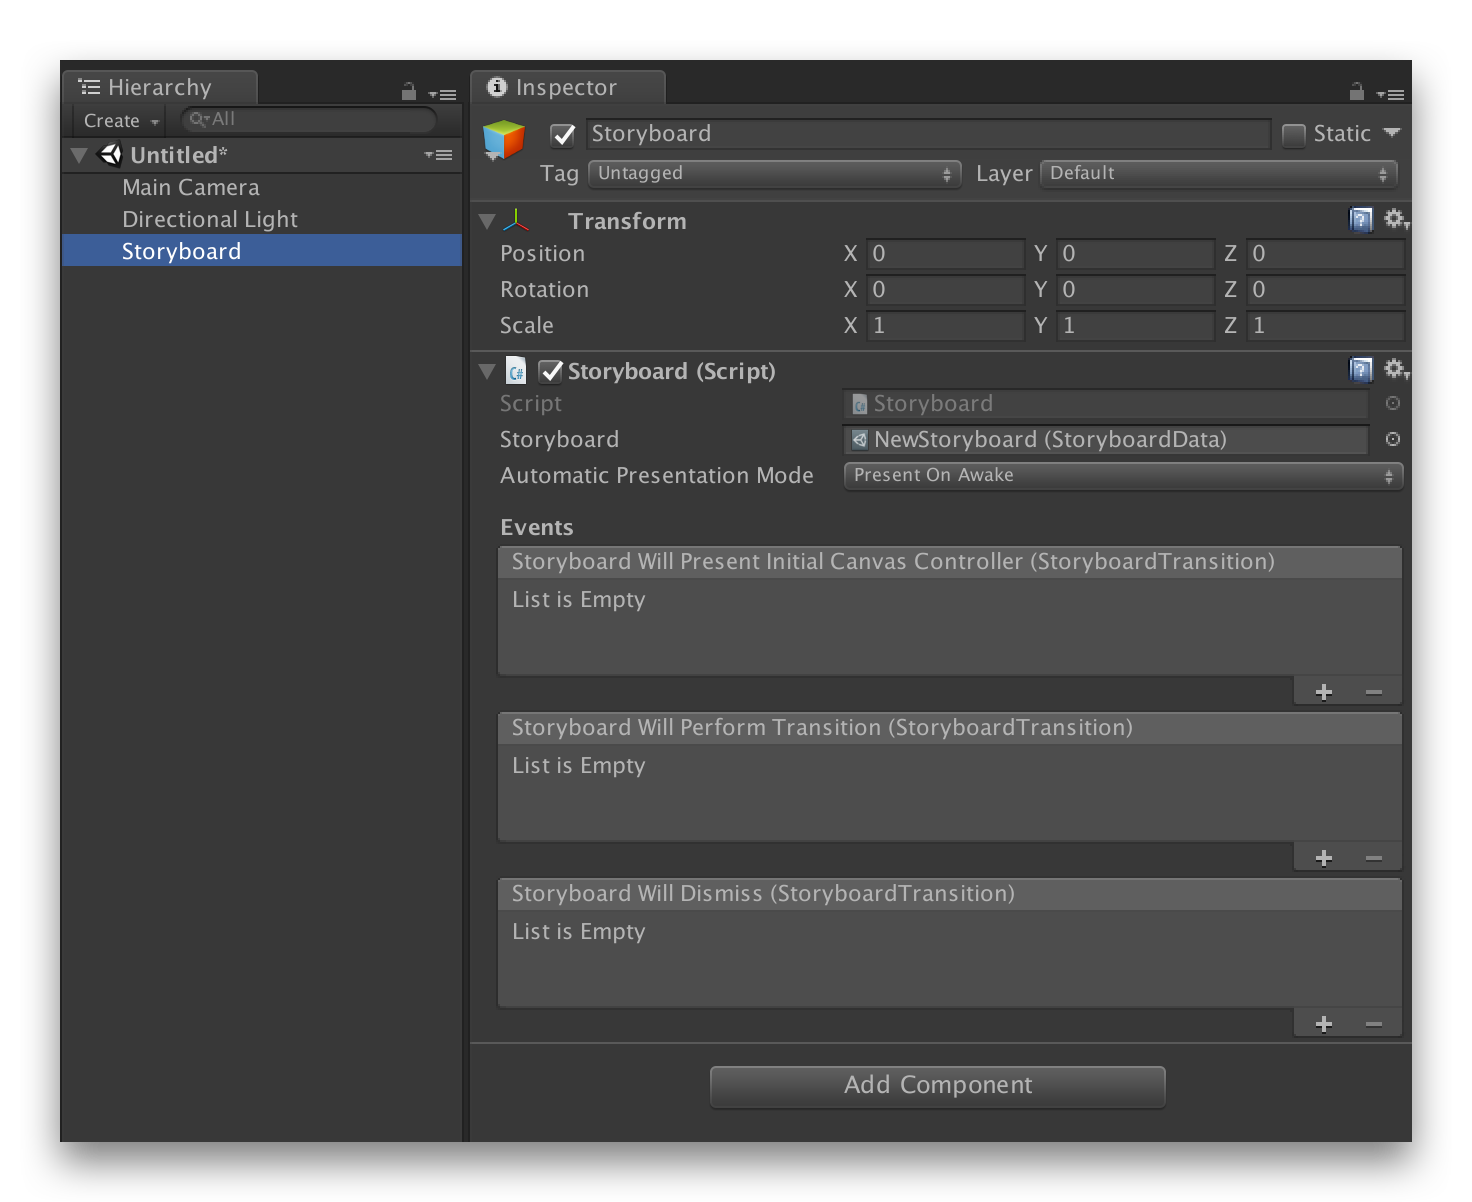 Hierarchy
Create
All
Untitled*
Main Camera
Directional Light
Storyboard
Inspector
Storyboard
Static
Tag Untagged Layer Default
Transform
Position X 0 Y 0 Z 0
Rotation X 0 Y 0 Z 0
Scale X 1 Y 1 Z 1
C# Storyboard (Script)
Script C# Storyboard
Storyboard NewStoryboard (StoryboardData)
Automatic Presentation Mode Present On Awake
Events
Storyboard Will Present Initial Canvas Controller (StoryboardTransition)
List is Empty
+ −
Storyboard Will Perform Transition (StoryboardTransition)
List is Empty
+ −
Storyboard Will Dismiss (StoryboardTransition)
List is Empty
+ −
Add Component